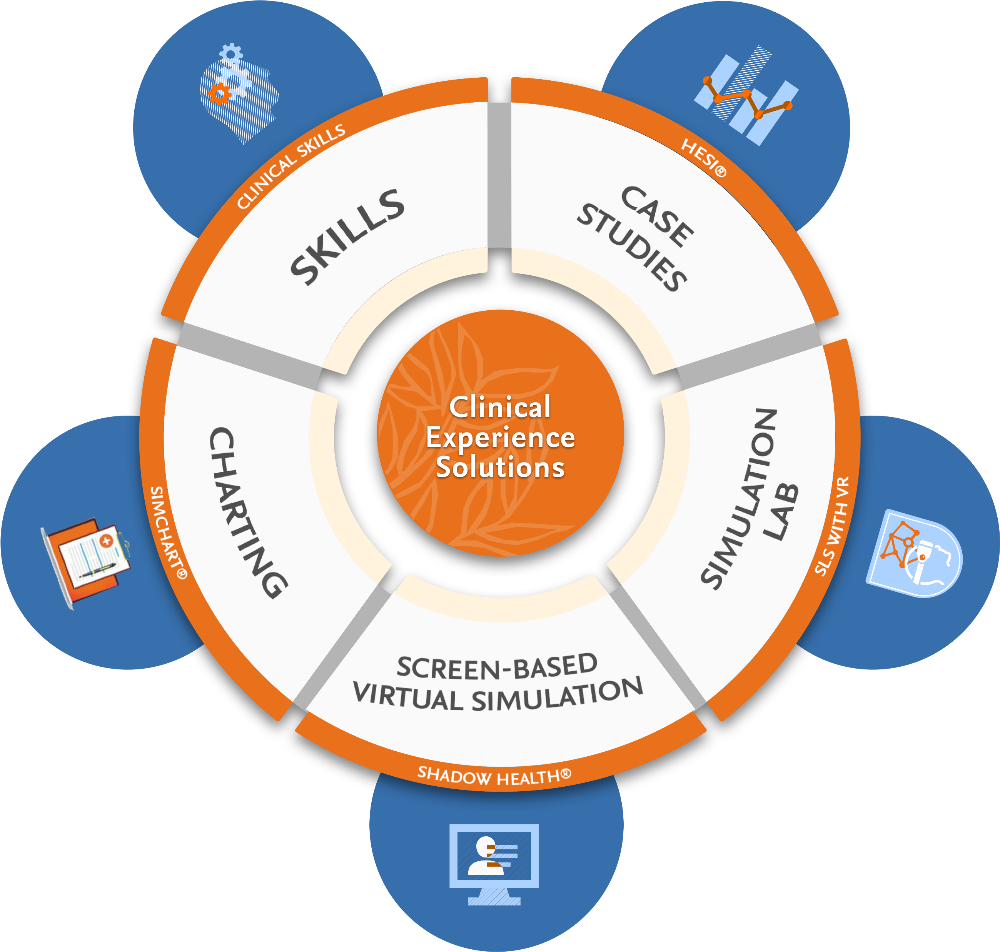 CLINICAL SKILLS
SKILLS
HESI®
CASE
STUDIES
Clinical
Experience
Solutions
SIMULATION
LAB
SLS WITH VR
CHARTING
SIMCHART®
SCREEN-BASED
VIRTUAL SIMULATION
SHADOW HEALTH®